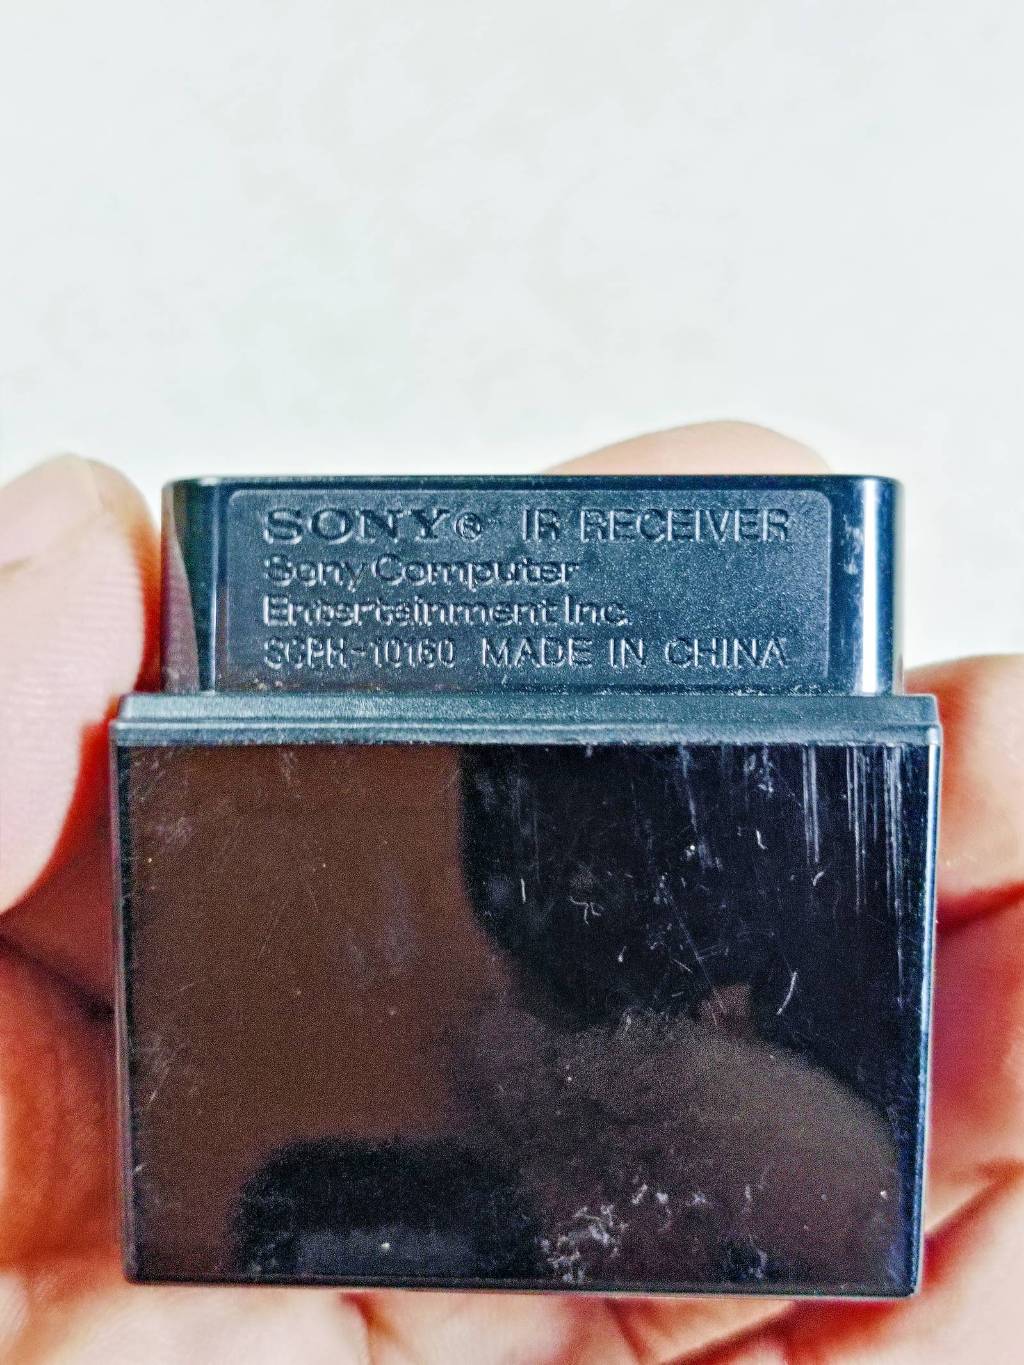 SONY® IR RECEIVER
Sony Computer
Entertainment Inc.
SCPH-10160 MADE IN CHINA